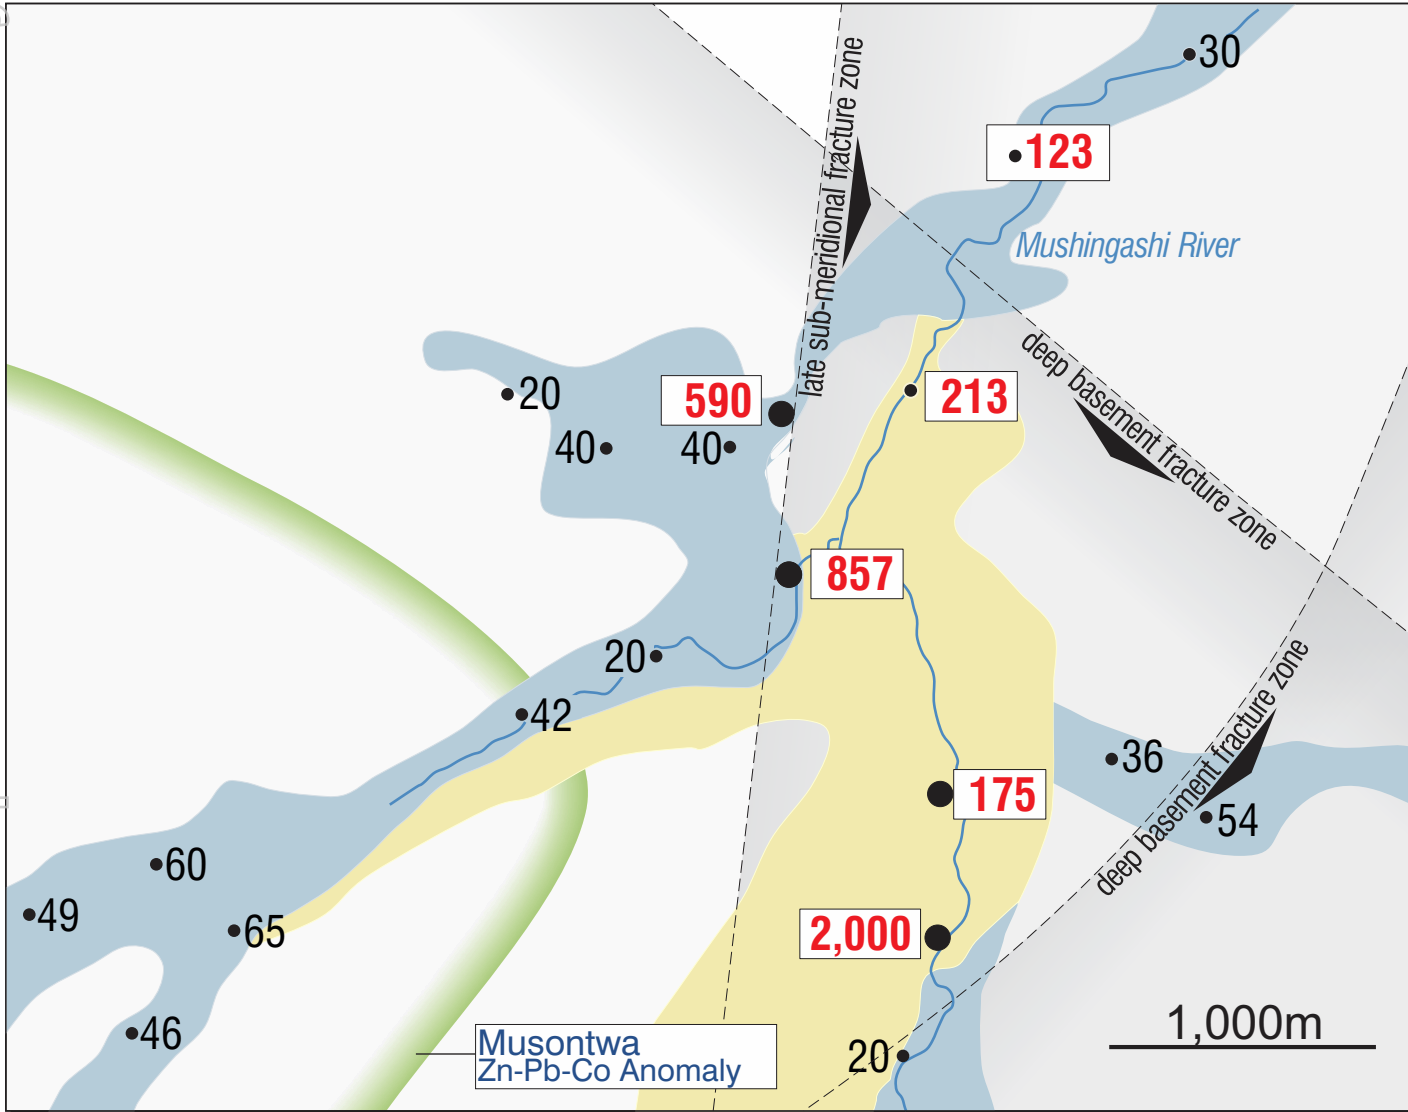 30
123
late sub-meridional fracture zone
Mushingashi River
deep basement fracture zone
20
590
213
40
40
857
20
42
36
175
54
deep basement fracture zone
60
49
65
2,000
46
1,000m
Musontwa
Zn-Pb-Co Anomaly
20